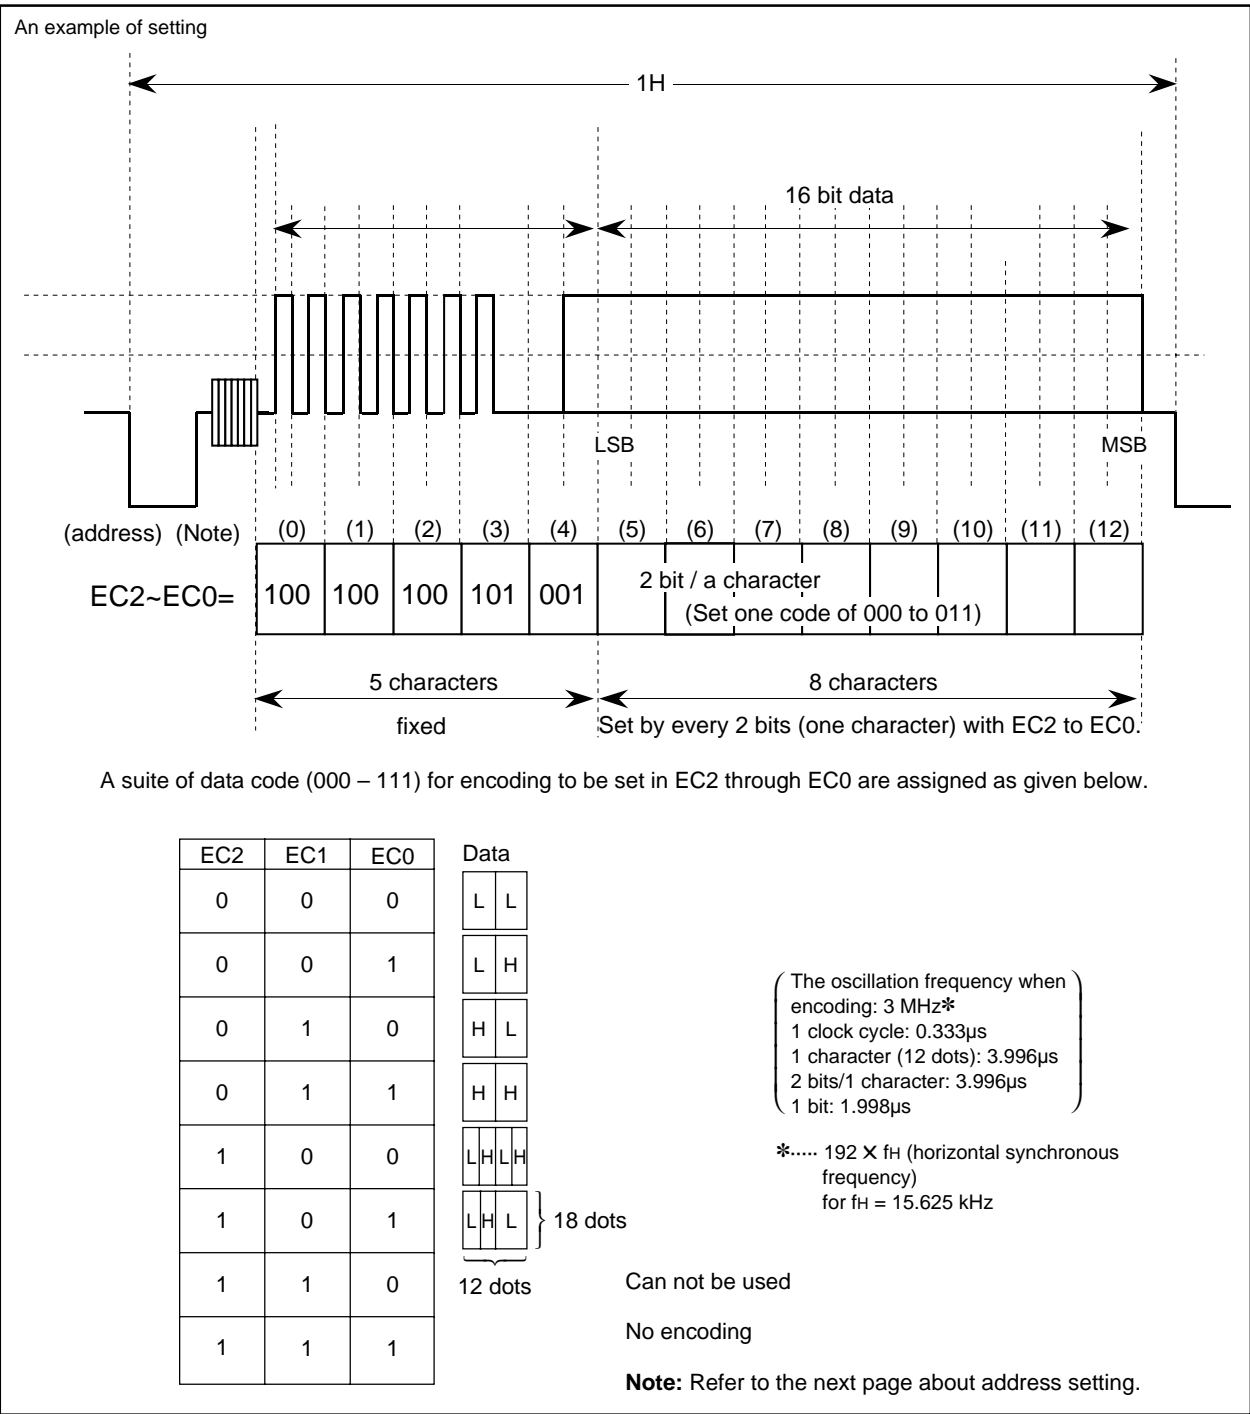 An example of setting
1H
16 bit data
LSB MSB
(address) (Note) (0) (1) (2) (3) (4) (5) (6) (7) (8) (9) (10) (11) (12)
EC2~EC0= 100 100 100 101 001
2 bit / a character
(Set one code of 000 to 011)
5 characters 8 characters
fixed Set by every 2 bits (one character) with EC2 to EC0.
A suite of data code (000 – 111) for encoding to be set in EC2 through EC0 are assigned as given below.
EC2 EC1 EC0 Data
0 0 0 L L
0 0 1 L H
0 1 0 H L
0 1 1 H H
1 0 0 L H L H
1 0 1 L H L 18 dots
12 dots
1 1 0 Can not be used
1 1 1 No encoding
The oscillation frequency when
encoding: 3 MHz✽
1 clock cycle: 0.333µs
1 character (12 dots): 3.996µs
2 bits/1 character: 3.996µs
1 bit: 1.998µs
✽····· 192 × fH (horizontal synchronous
frequency)
for fH = 15.625 kHz
Note: Refer to the next page about address setting.